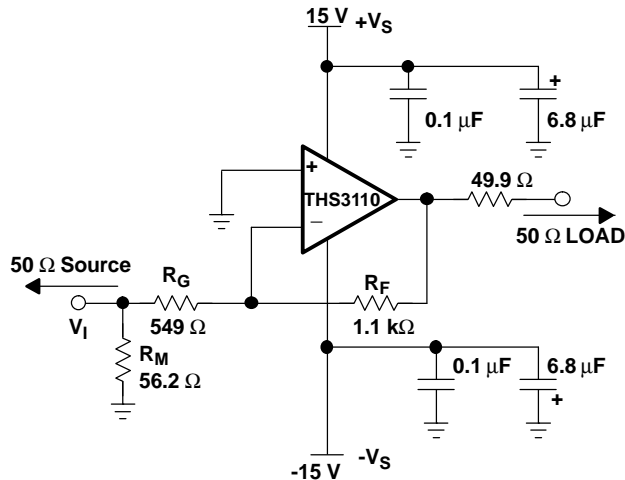 15 V +VS
+
0.1 µF
6.8 µF
+
THS3110
−
49.9 Ω
50 Ω LOAD
50 Ω Source
RG
RF
VI
549 Ω
1.1 kΩ
RM
56.2 Ω
0.1 µF
6.8 µF
+
-15 V
-VS